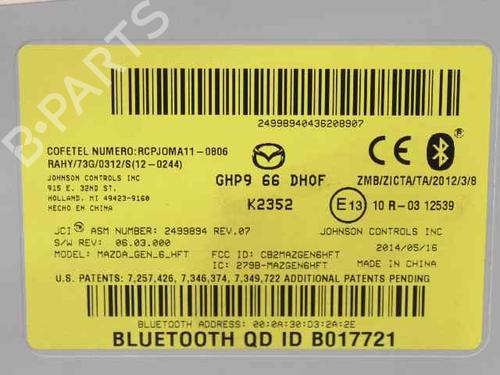 24998940436208907
COFETEL NUMERO:RCPJOMA11-0806
RAHY/73G/0312/S(12-0244)
JOHNSON CONTROLS INC
915 E. 32ND ST.
HOLLAND, MI 49423-9160
HECHO EN CHINA
GHP9 66 DH0F
K2352
CE
ZMB/ZICTA/TA/2012/3/8
E13 10 R-03 12539
JCI ASM NUMBER: 2499894 REV.07
JOHNSON CONTROLS INC
S/W REV: 06.03.000
2014/05/16
MODEL: MAZDA_GEN_6_HFT
FCC ID: CB2MAZGEN6HFT
IC: 279B-MAZGEN6HFT
MADE IN CHINA
U.S. PATENTS: 7,257,426, 7,346,374, 7,349,722 ADDITIONAL PATENTS PENDING
BLUETOOTH ADDRESS: 00:0A:30:D3:2A:2E
BLUETOOTH QD ID B017721
B-PARTS